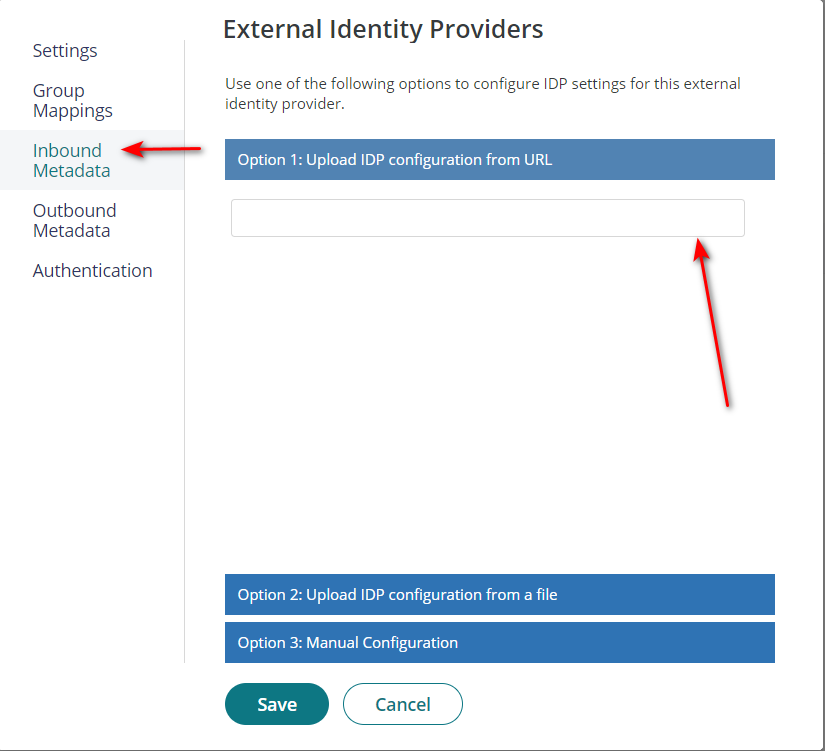 External Identity Providers
Settings
Group
Mappings
Inbound
Metadata
Outbound
Metadata
Authentication
Use one of the following options to configure IDP settings for this external
identity provider.
Option 1: Upload IDP configuration from URL
Option 2: Upload IDP configuration from a file
Option 3: Manual Configuration
Save
Cancel